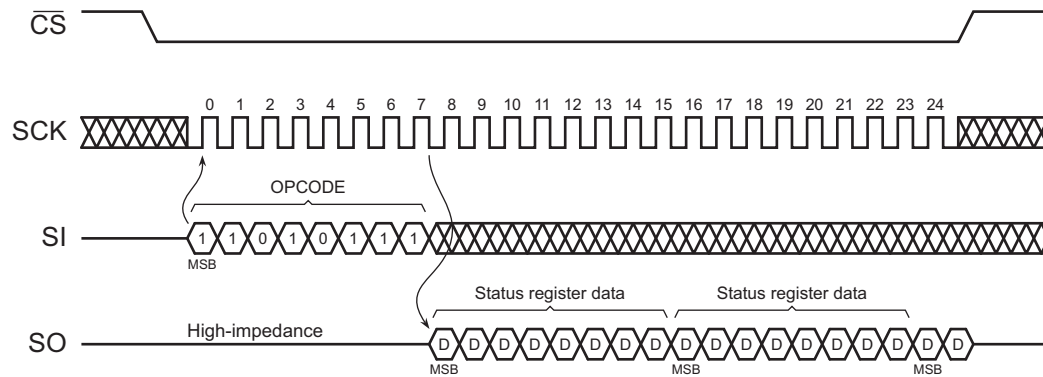 CS
0 1 2 3 4 5 6 7 8 9 10 11 12 13 14 15 16 17 18 19 20 21 22 23 24
SCK
OPCODE
SI 1 1 0 1 0 1 1 1
MSB
Status register data Status register data
High-impedance
SO D D D D D D D D D D D D D D D D D D
MSB MSB MSB